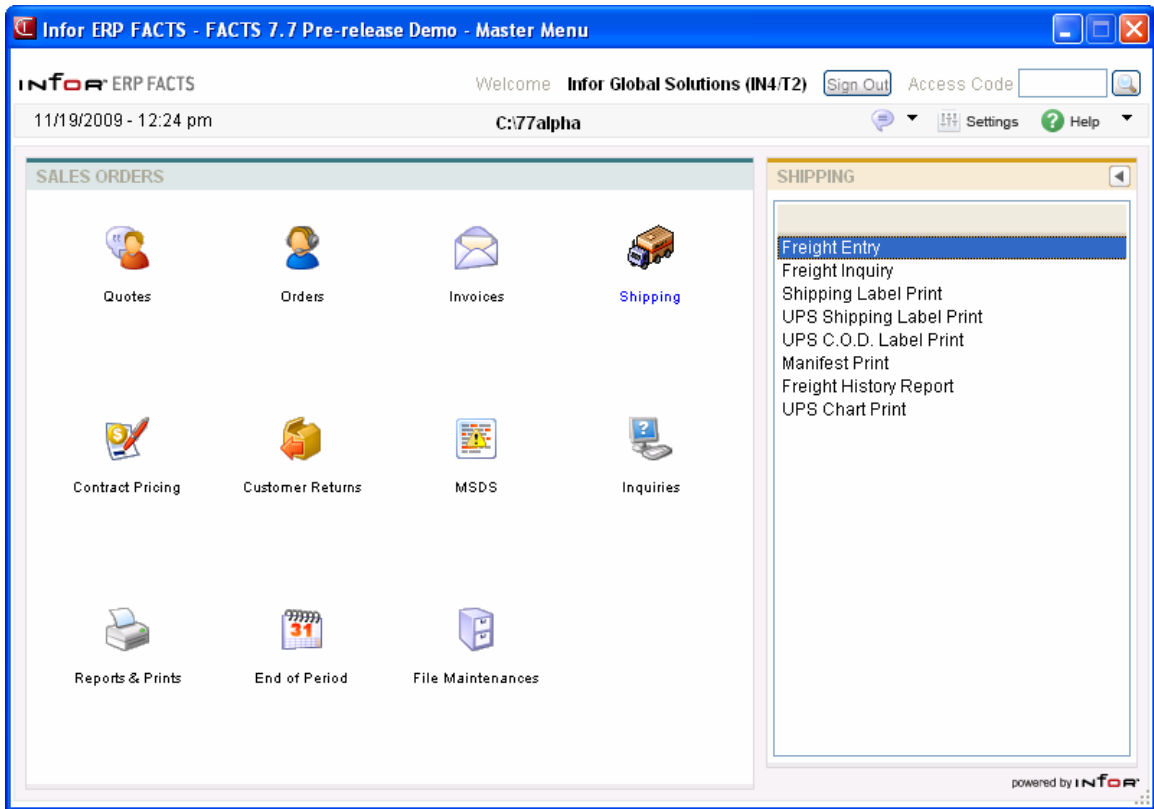 Infor ERP FACTS - FACTS 7.7 Pre-release Demo - Master Menu
infor ERP FACTS
Welcome Infor Global Solutions (IN4/T2) Sign Out Access Code
11/19/2009 - 12:24 pm C:\77alpha Settings ? Help
SALES ORDERS
Quotes Orders Invoices Shipping
Contract Pricing Customer Returns MSDS Inquiries
31
Reports & Prints End of Period File Maintenances
SHIPPING
Freight Entry
Freight Inquiry
Shipping Label Print
UPS Shipping Label Print
UPS C.O.D. Label Print
Manifest Print
Freight History Report
UPS Chart Print
powered by infor